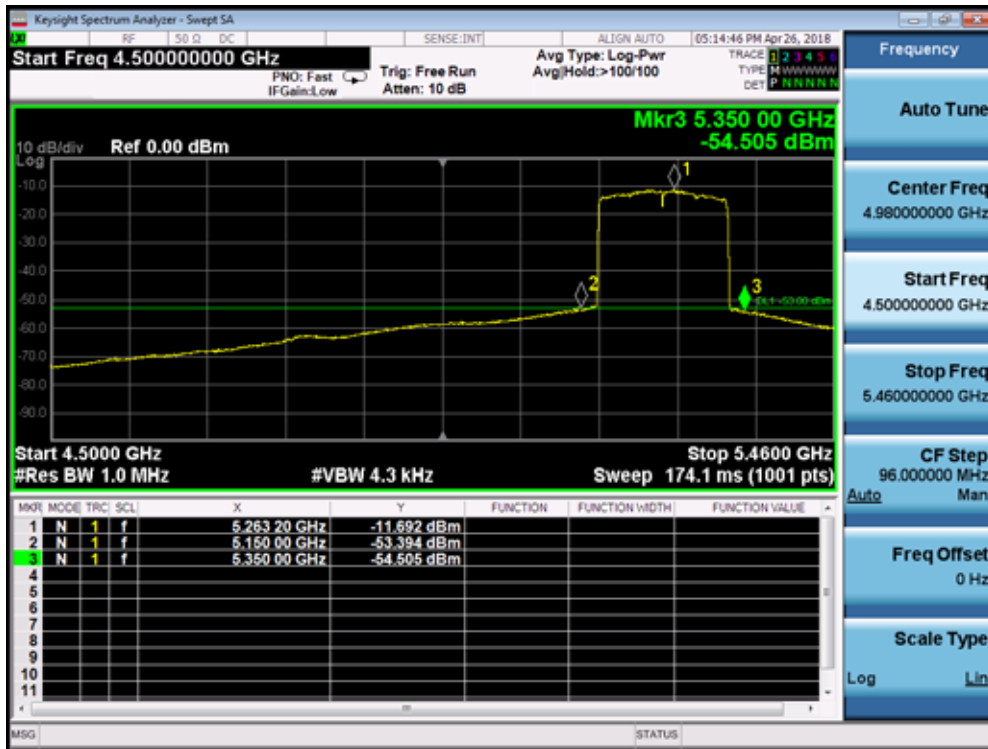 Keysight Spectrum Analyzer - Swept SA
RF 50 Ω DC SENSE:INT ALIGN AUTO 05:14:46 PM Apr 26, 2018
Start Freq 4.500000000 GHz
PNO: Fast
IFGain:Low
Trig: Free Run
Atten: 10 dB
Avg Type: Log-Pwr
Avg|Hold:>100/100
TRACE 1 2 3 4 5 6
TYPE M W W W W W
DET P N N N N N
Mkr3 5.350 00 GHz
-54.505 dBm
10 dB/div Ref 0.00 dBm
Log
-10.0
-20.0
-30.0
-40.0
-50.0
-60.0
-70.0
-80.0
-90.0
1
2
3
DL1 -53.00 dBm
Start 4.5000 GHz Stop 5.4600 GHz
#Res BW 1.0 MHz #VBW 4.3 kHz Sweep 174.1 ms (1001 pts)
MKR MODE TRC SCL X Y FUNCTION FUNCTION WIDTH FUNCTION VALUE
1 N 1 f 5.263 20 GHz -11.692 dBm
2 N 1 f 5.150 00 GHz -53.394 dBm
3 N 1 f 5.350 00 GHz -54.505 dBm
4
5
6
7
8
9
10
11
MSG STATUS
Frequency
Auto Tune
Center Freq
4.980000000 GHz
Start Freq
4.500000000 GHz
Stop Freq
5.460000000 GHz
CF Step
96.000000 MHz
Auto Man
Freq Offset
0 Hz
Scale Type
Log Lin